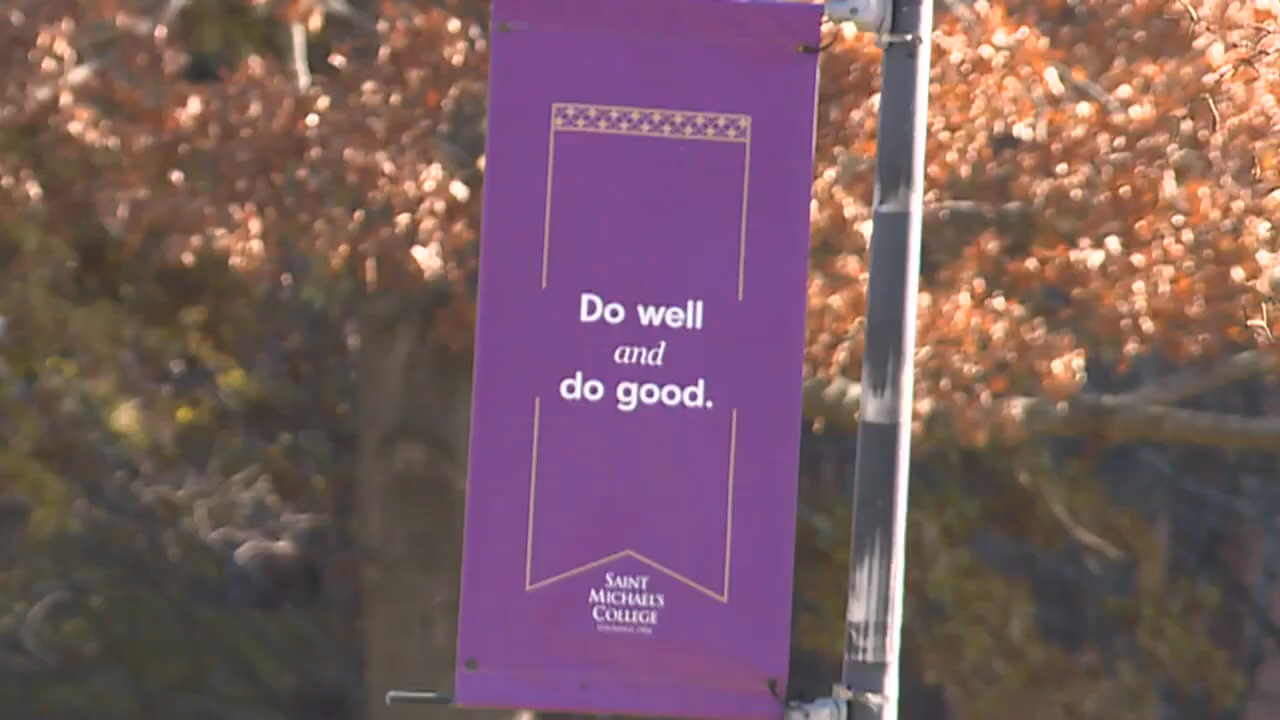 Do well
and
do good.
SAINT
MICHAEL'S
COLLEGE